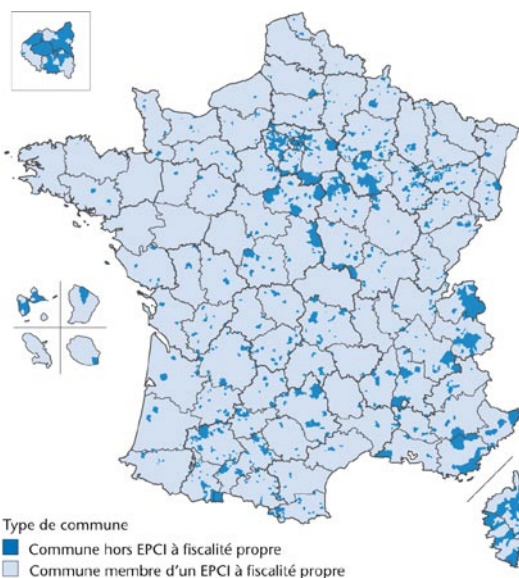 Type de commune
Commune hors EPCI à fiscalité propre
Commune membre d'un EPCI à fiscalité propre